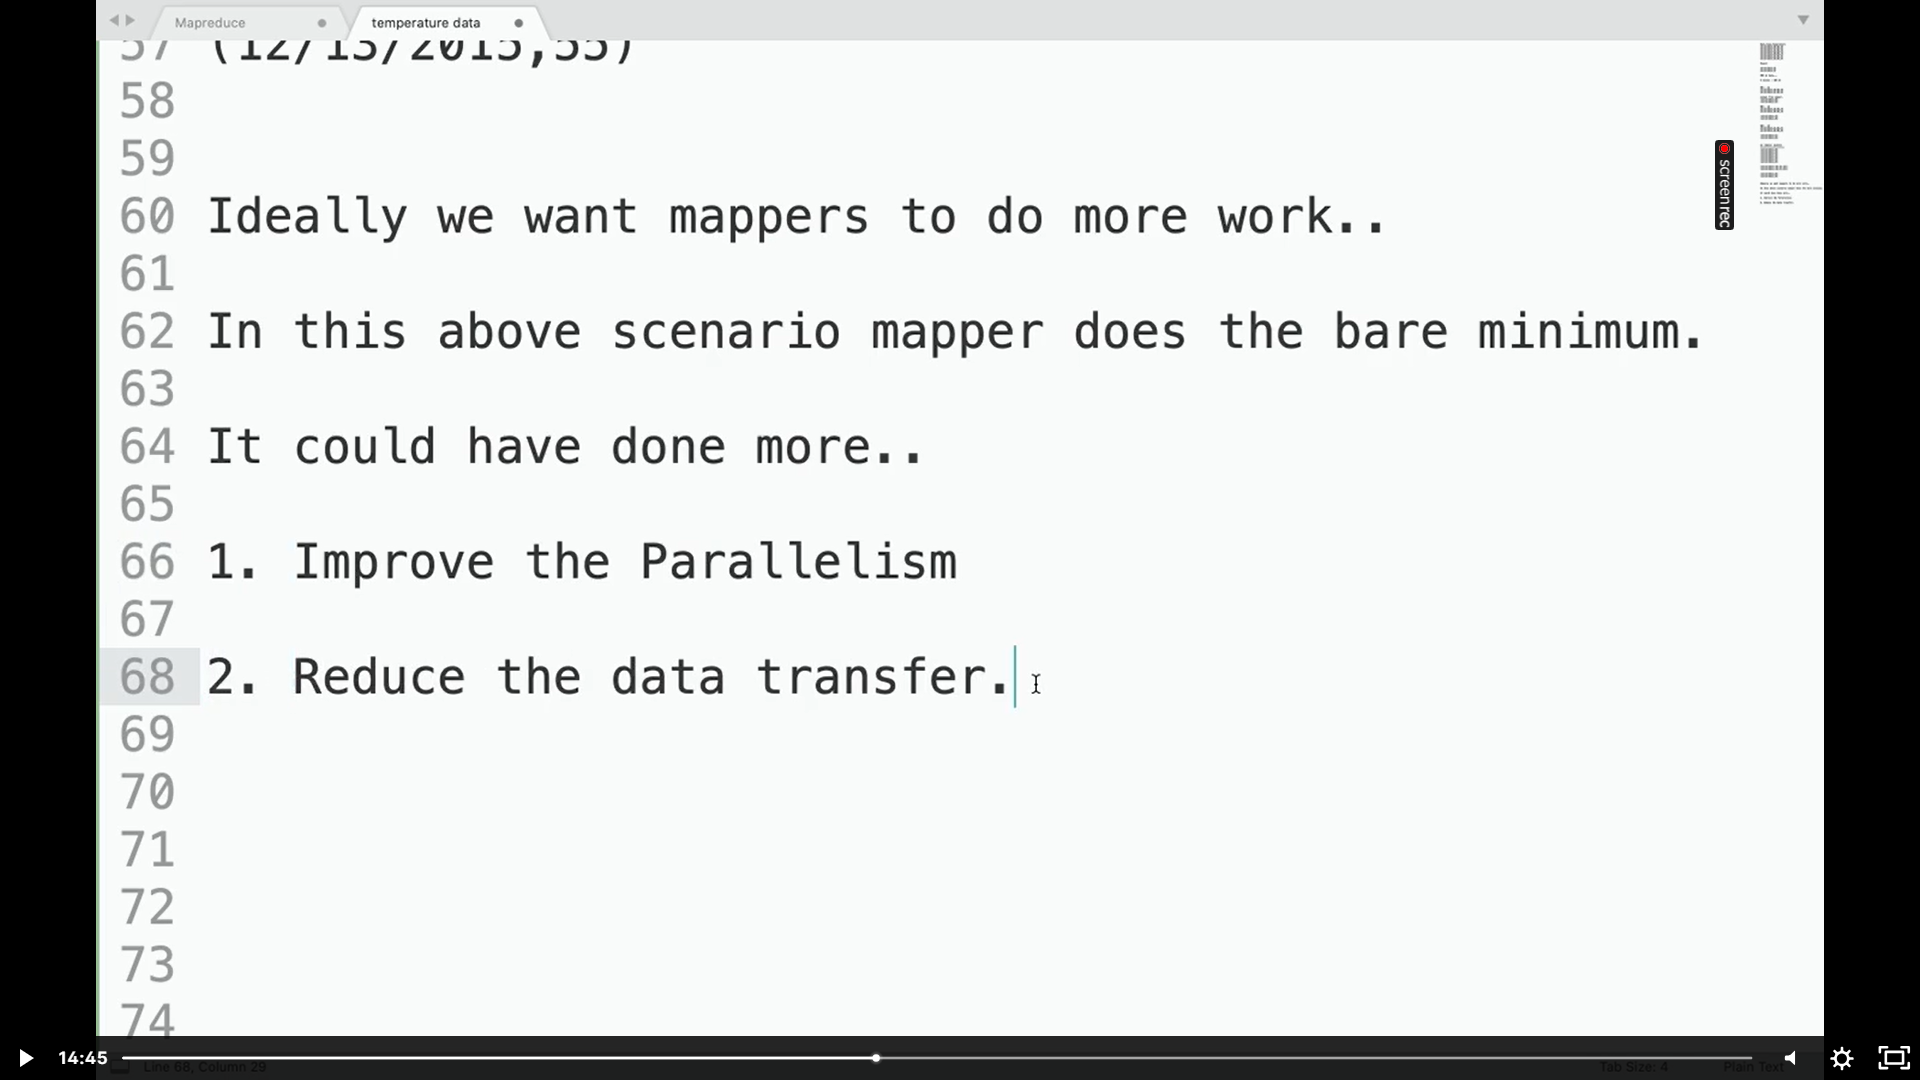 Mapreduce
temperature data
57 (12/13/2015,55)
58
59
60 Ideally we want mappers to do more work..
61
62 In this above scenario mapper does the bare minimum.
63
64 It could have done more..
65
66 1. Improve the Parallelism
67
68 2. Reduce the data transfer.
69
70
71
72
73
74
screenrec
14:45
Line 68, Column 29
Tab Size: 4
Plain Text